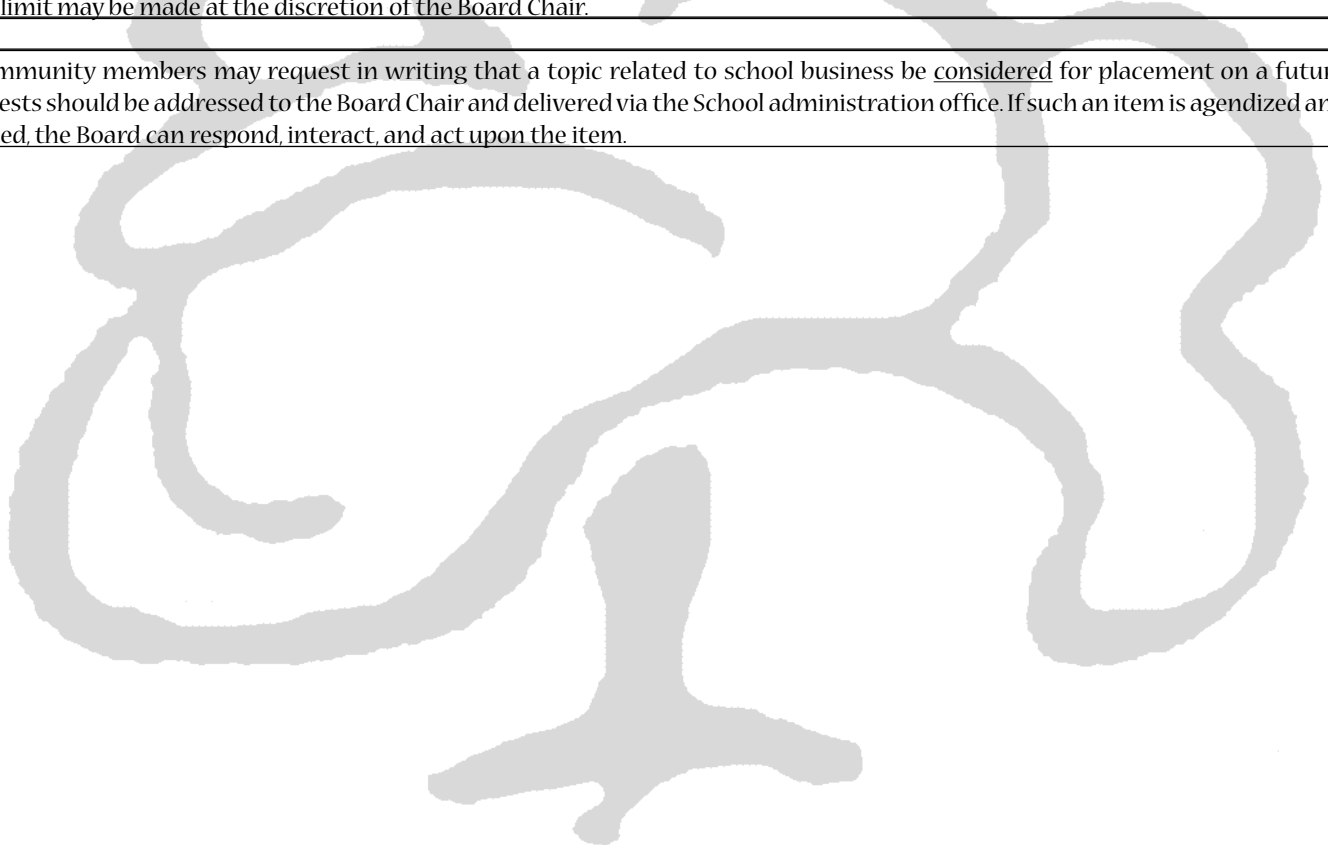 limit may be made at the discretion of the Board Chair.
mmunity members may request in writing that a topic related to school business be considered for placement on a futur
ests should be addressed to the Board Chair and delivered via the School administration office. If such an item is agendized an
ed, the Board can respond, interact, and act upon the item.